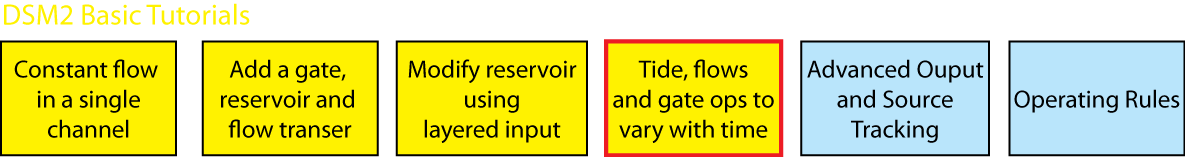 DSM2 Basic Tutorials
Constant flow
in a single
channel
Add a gate,
reservoir and
flow transer
Modify reservoir
using
layered input
Tide, flows
and gate ops to
vary with time
Advanced Ouput
and Source
Tracking
Operating Rules